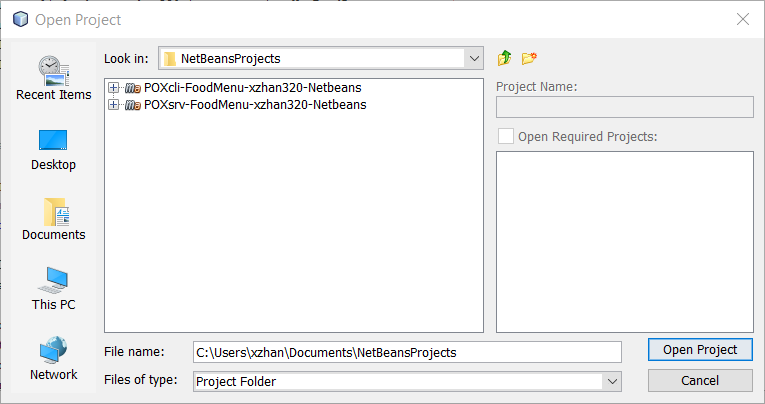 Open Project
Look in:
NetBeansProjects
Recent Items
Desktop
Documents
This PC
Network
POXcli-FoodMenu-xzhan320-Netbeans
POXsrv-FoodMenu-xzhan320-Netbeans
Project Name:
Open Required Projects:
File name:
C:\Users\xzhan\Documents\NetBeansProjects
Open Project
Files of type:
Project Folder
Cancel